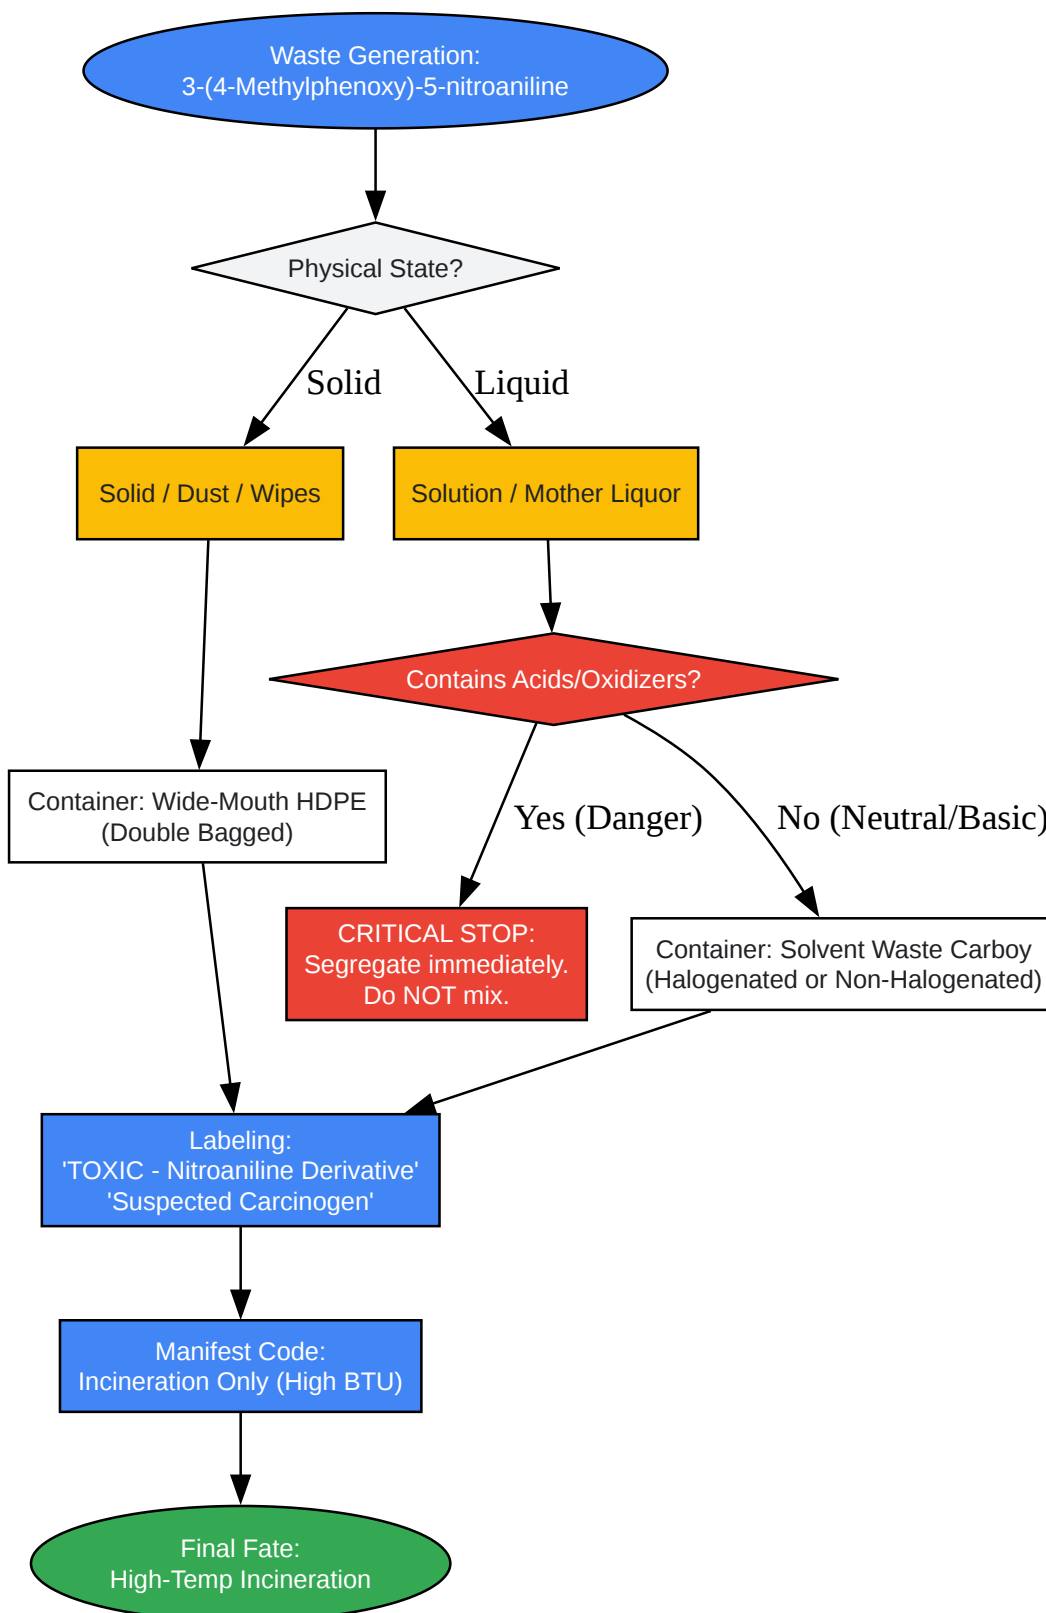 Waste Generation:
3-(4-Methylphenoxy)-5-nitroaniline
Physical State?
Solid
Liquid
Solid / Dust / Wipes
Solution / Mother Liquor
Contains Acids/Oxidizers?
Container: Wide-Mouth HDPE
(Double Bagged)
Yes (Danger)
No (Neutral/Basic)
CRITICAL STOP:
Segregate immediately.
Do NOT mix.
Container: Solvent Waste Carboy
(Halogenated or Non-Halogenated)
Labeling:
'TOXIC - Nitroaniline Derivative'
'Suspected Carcinogen'
Manifest Code:
Incineration Only (High BTU)
Final Fate:
High-Temp Incineration